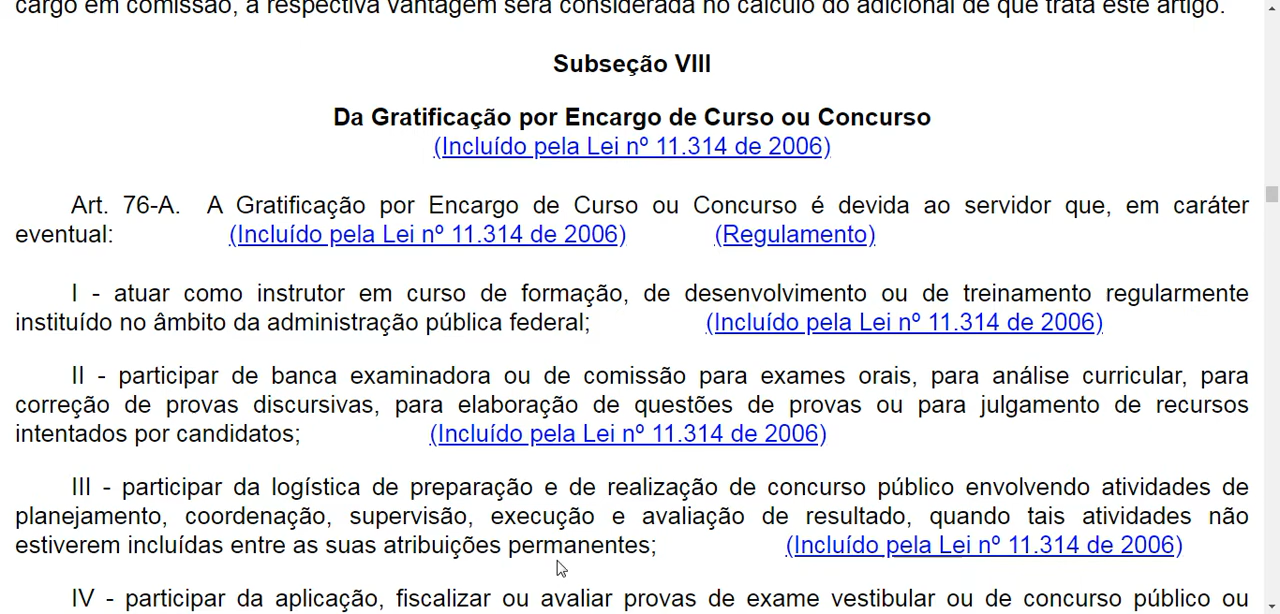 cargo em comissão, a respectiva vantagem será considerada no cálculo do adicional de que trata este artigo.
Subseção VIII
Da Gratificação por Encargo de Curso ou Concurso
(Incluído pela Lei nº 11.314 de 2006)
Art. 76-A. A Gratificação por Encargo de Curso ou Concurso é devida ao servidor que, em caráter
eventual: (Incluído pela Lei nº 11.314 de 2006) (Regulamento)
I - atuar como instrutor em curso de formação, de desenvolvimento ou de treinamento regularmente
instituído no âmbito da administração pública federal; (Incluído pela Lei nº 11.314 de 2006)
II - participar de banca examinadora ou de comissão para exames orais, para análise curricular, para
correção de provas discursivas, para elaboração de questões de provas ou para julgamento de recursos
intentados por candidatos; (Incluído pela Lei nº 11.314 de 2006)
III - participar da logística de preparação e de realização de concurso público envolvendo atividades de
planejamento, coordenação, supervisão, execução e avaliação de resultado, quando tais atividades não
estiverem incluídas entre as suas atribuições permanentes; (Incluído pela Lei nº 11.314 de 2006)
IV - participar da aplicação, fiscalizar ou avaliar provas de exame vestibular ou de concurso público ou